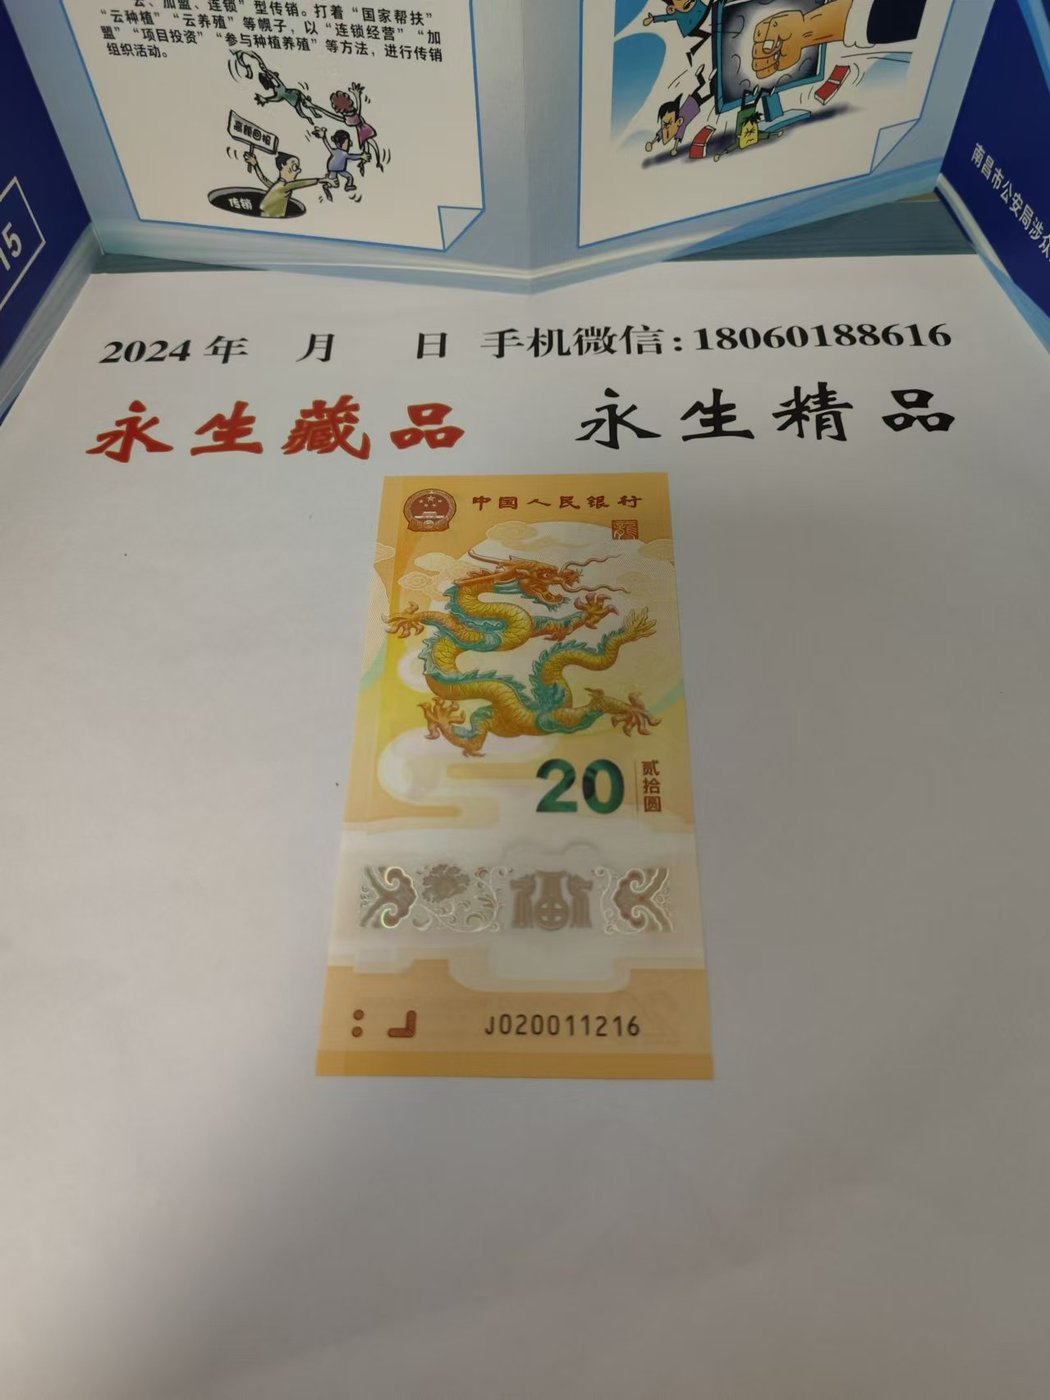 云、加盟、连锁”型传销。打着“国家帮扶”
“云种植”“云养殖”等幌子，以“连锁经营”“加
盟”“项目投资”“参与种植养殖”等方法，进行传销
组织活动。
高额回报
传销
15
南昌市公安局涉众
2024 年 月 日 手机微信:18060188616
永生藏品 永生精品
中国人民银行
20
贰拾圆
福
J020011216